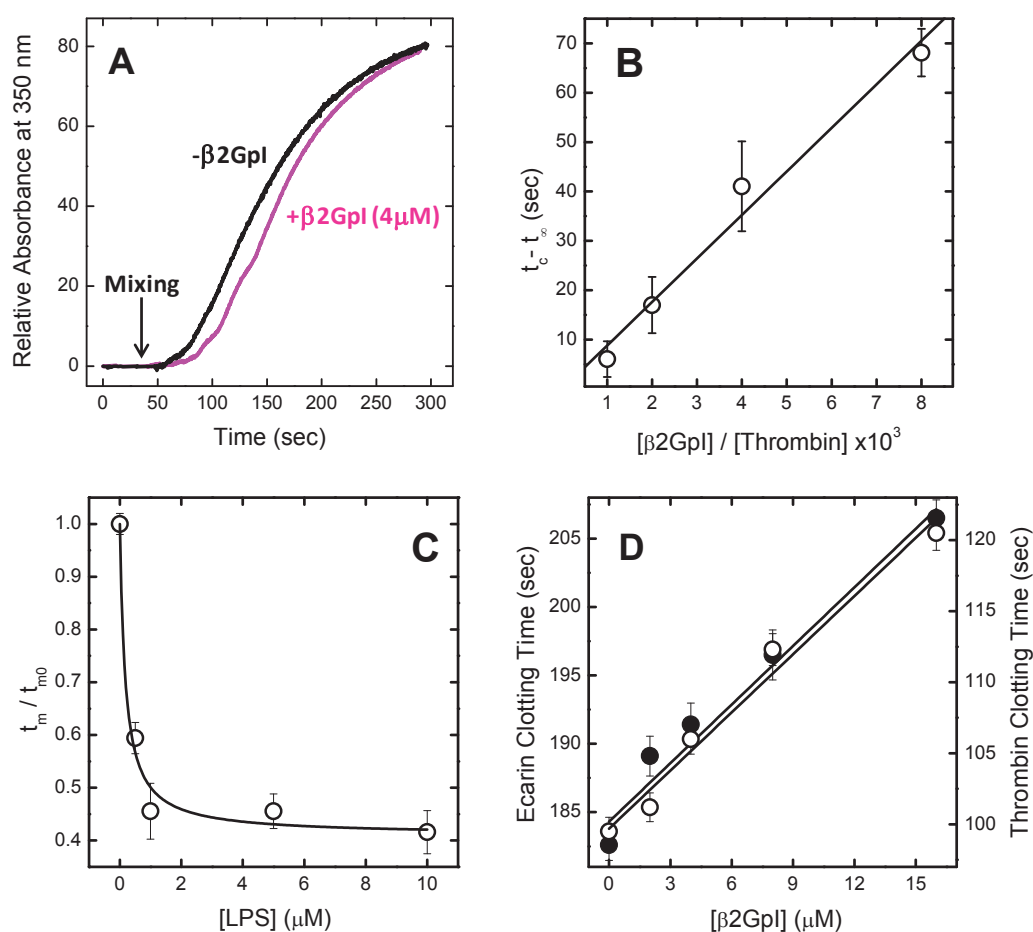 A
Relative Absorbance at 350 nm
80
60
40
20
0
-β2GpI
+β2GpI (4μM)
Mixing
0 50 100 150 200 250 300
Time (sec)
B
t_c - t_∞ (sec)
70
60
50
40
30
20
10
1 2 3 4 5 6 7 8
[β2GpI] / [Thrombin] x10³
C
t_m / t_m0
1.0
0.9
0.8
0.7
0.6
0.5
0.4
0 2 4 6 8 10
[LPS] (μM)
D
Ecarin Clotting Time (sec)
205
200
195
190
185
180
Thrombin Clotting Time (sec)
120
115
110
105
100
0 3 6 9 12 15
[β2GpI] (μM)